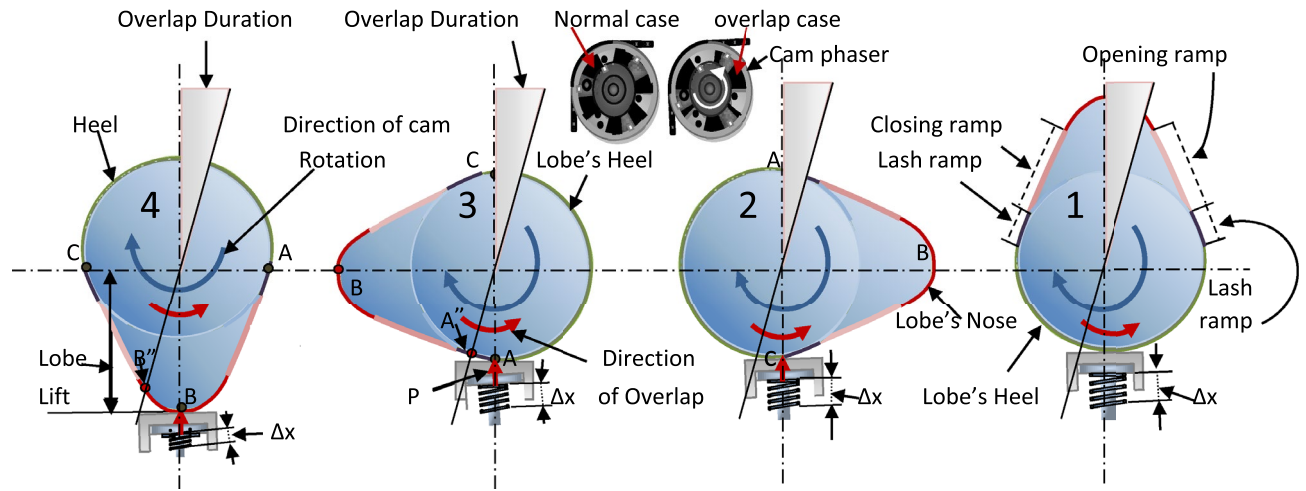 Overlap Duration
Overlap Duration
Normal case
overlap case
Cam phaser
Opening ramp
Heel
Direction of cam
Rotation
C
Lobe's Heel
A
Closing ramp
Lash ramp
4
3
2
1
C
A
B
B
Lash
ramp
B"
B
Lobe
Lift
Δx
A"
A
P
Direction
of Overlap
Δx
C
Lobe's Nose
Δx
Lobe's Heel
Δx